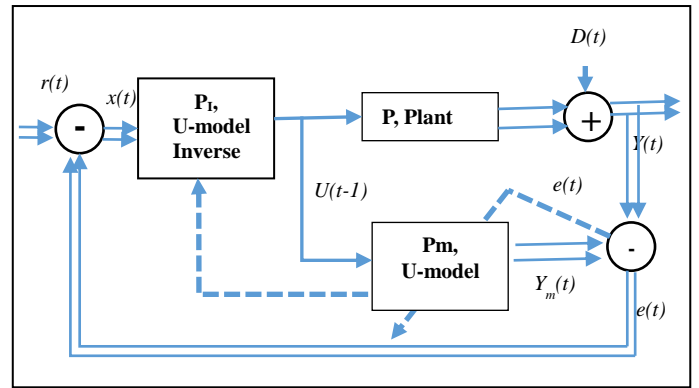 D(t)
r(t)
x(t)
P_I,
U-model
Inverse
P, Plant
-
+
Y(t)
U(t-1)
e(t)
Pm,
U-model
-
Y_m(t)
e(t)